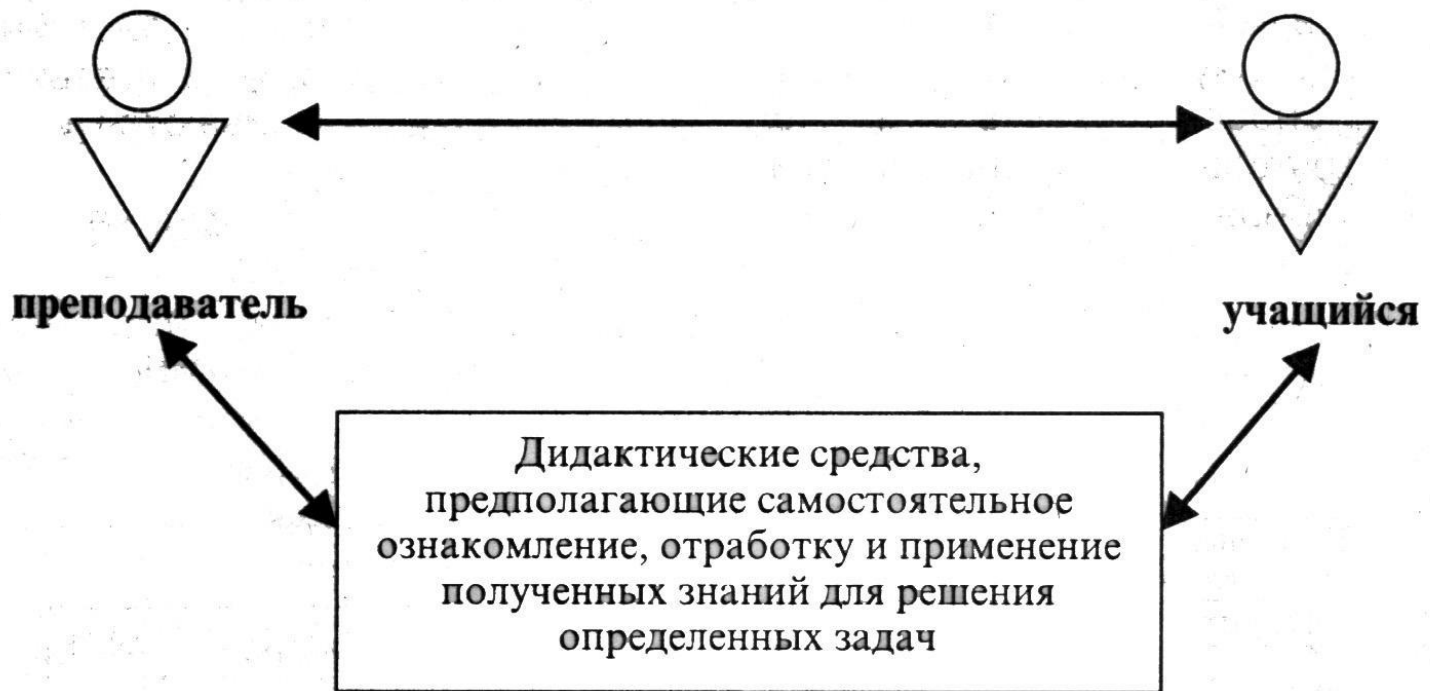 преподаватель
учащийся
Дидактические средства,
предполагающие самостоятельное
ознакомление, отработку и применение
полученных знаний для решения
определенных задач